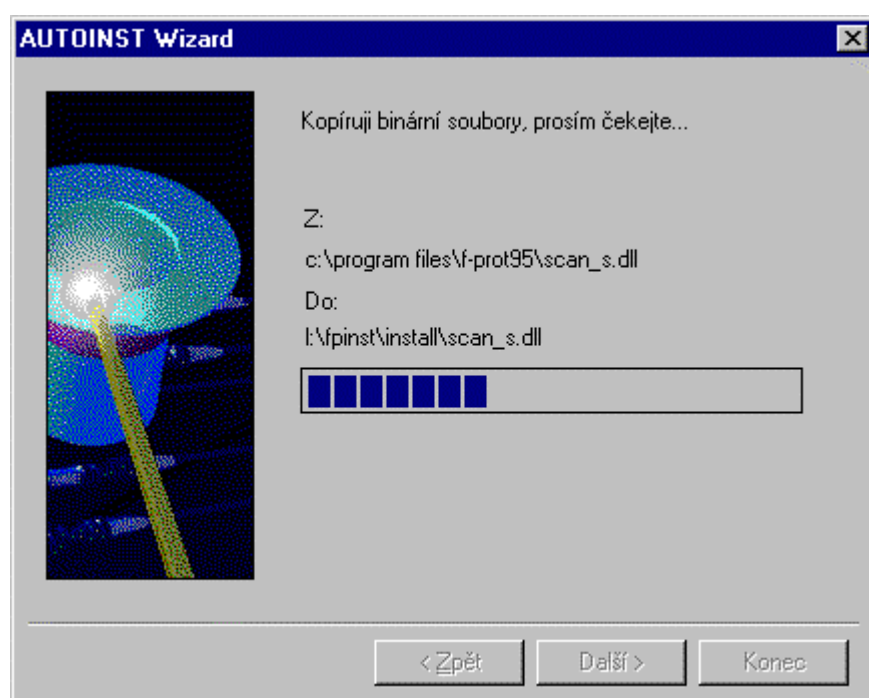 AUTOINST Wizard
Kopíruji binární soubory, prosím čekejte...
Z:
c:\program files\f-prot95\scan_s.dll
Do:
l:\fpinst\install\scan_s.dll
< Zpět
Další >
Konec